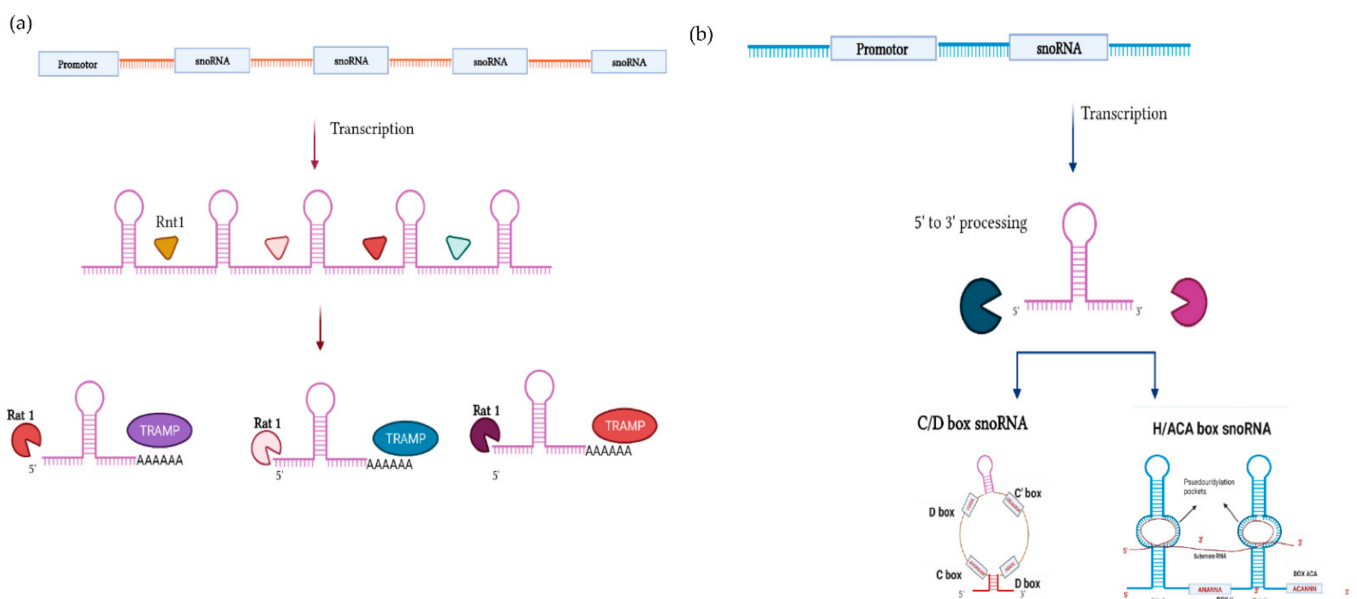 (a)
Promotor
snoRNA
snoRNA
snoRNA
snoRNA
Transcription
Rnt1
Rat 1
TRAMP
AAAAAA
5'
Rat 1
TRAMP
AAAAAA
5'
Rat 1
TRAMP
AAAAAA
5'
(b)
Promotor
snoRNA
Transcription
5' to 3' processing
5'
3'
C/D box snoRNA
C' box
D box
C box
D box
5'
3'
H/ACA box snoRNA
Psuedouridylation
pockets
5'
3'
3'
Substrate RNA
BOX ACA
ANANNA
ACANNN
5'
3'